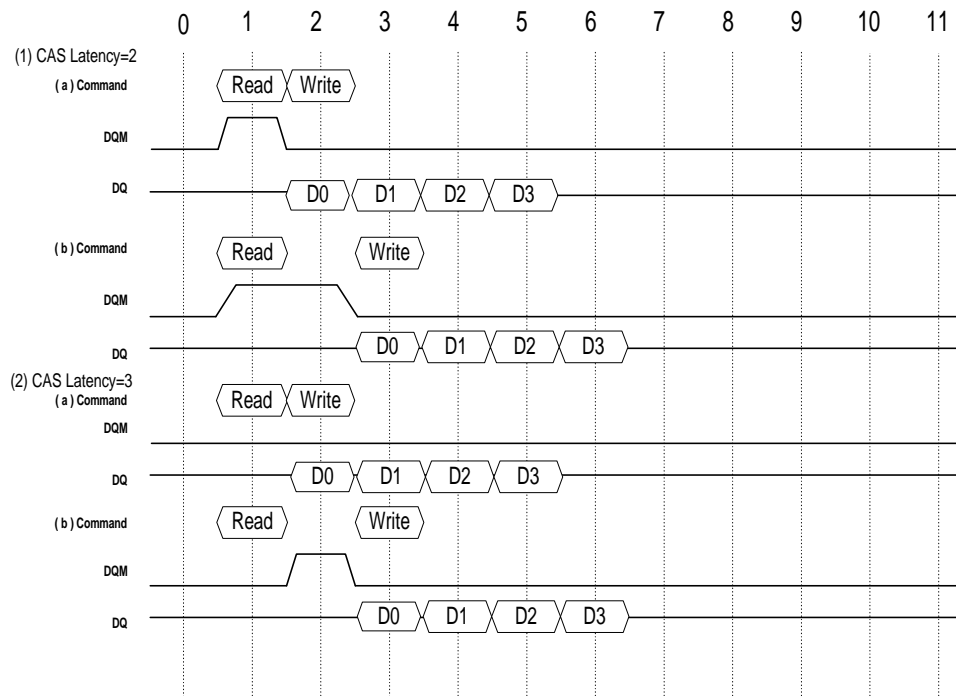 0 1 2 3 4 5 6 7 8 9 10 11
(1) CAS Latency=2
( a ) Command Read Write
DQM
DQ D0 D1 D2 D3
( b ) Command Read Write
DQM
DQ D0 D1 D2 D3
(2) CAS Latency=3
( a ) Command Read Write
DQM
DQ D0 D1 D2 D3
( b ) Command Read Write
DQM
DQ D0 D1 D2 D3